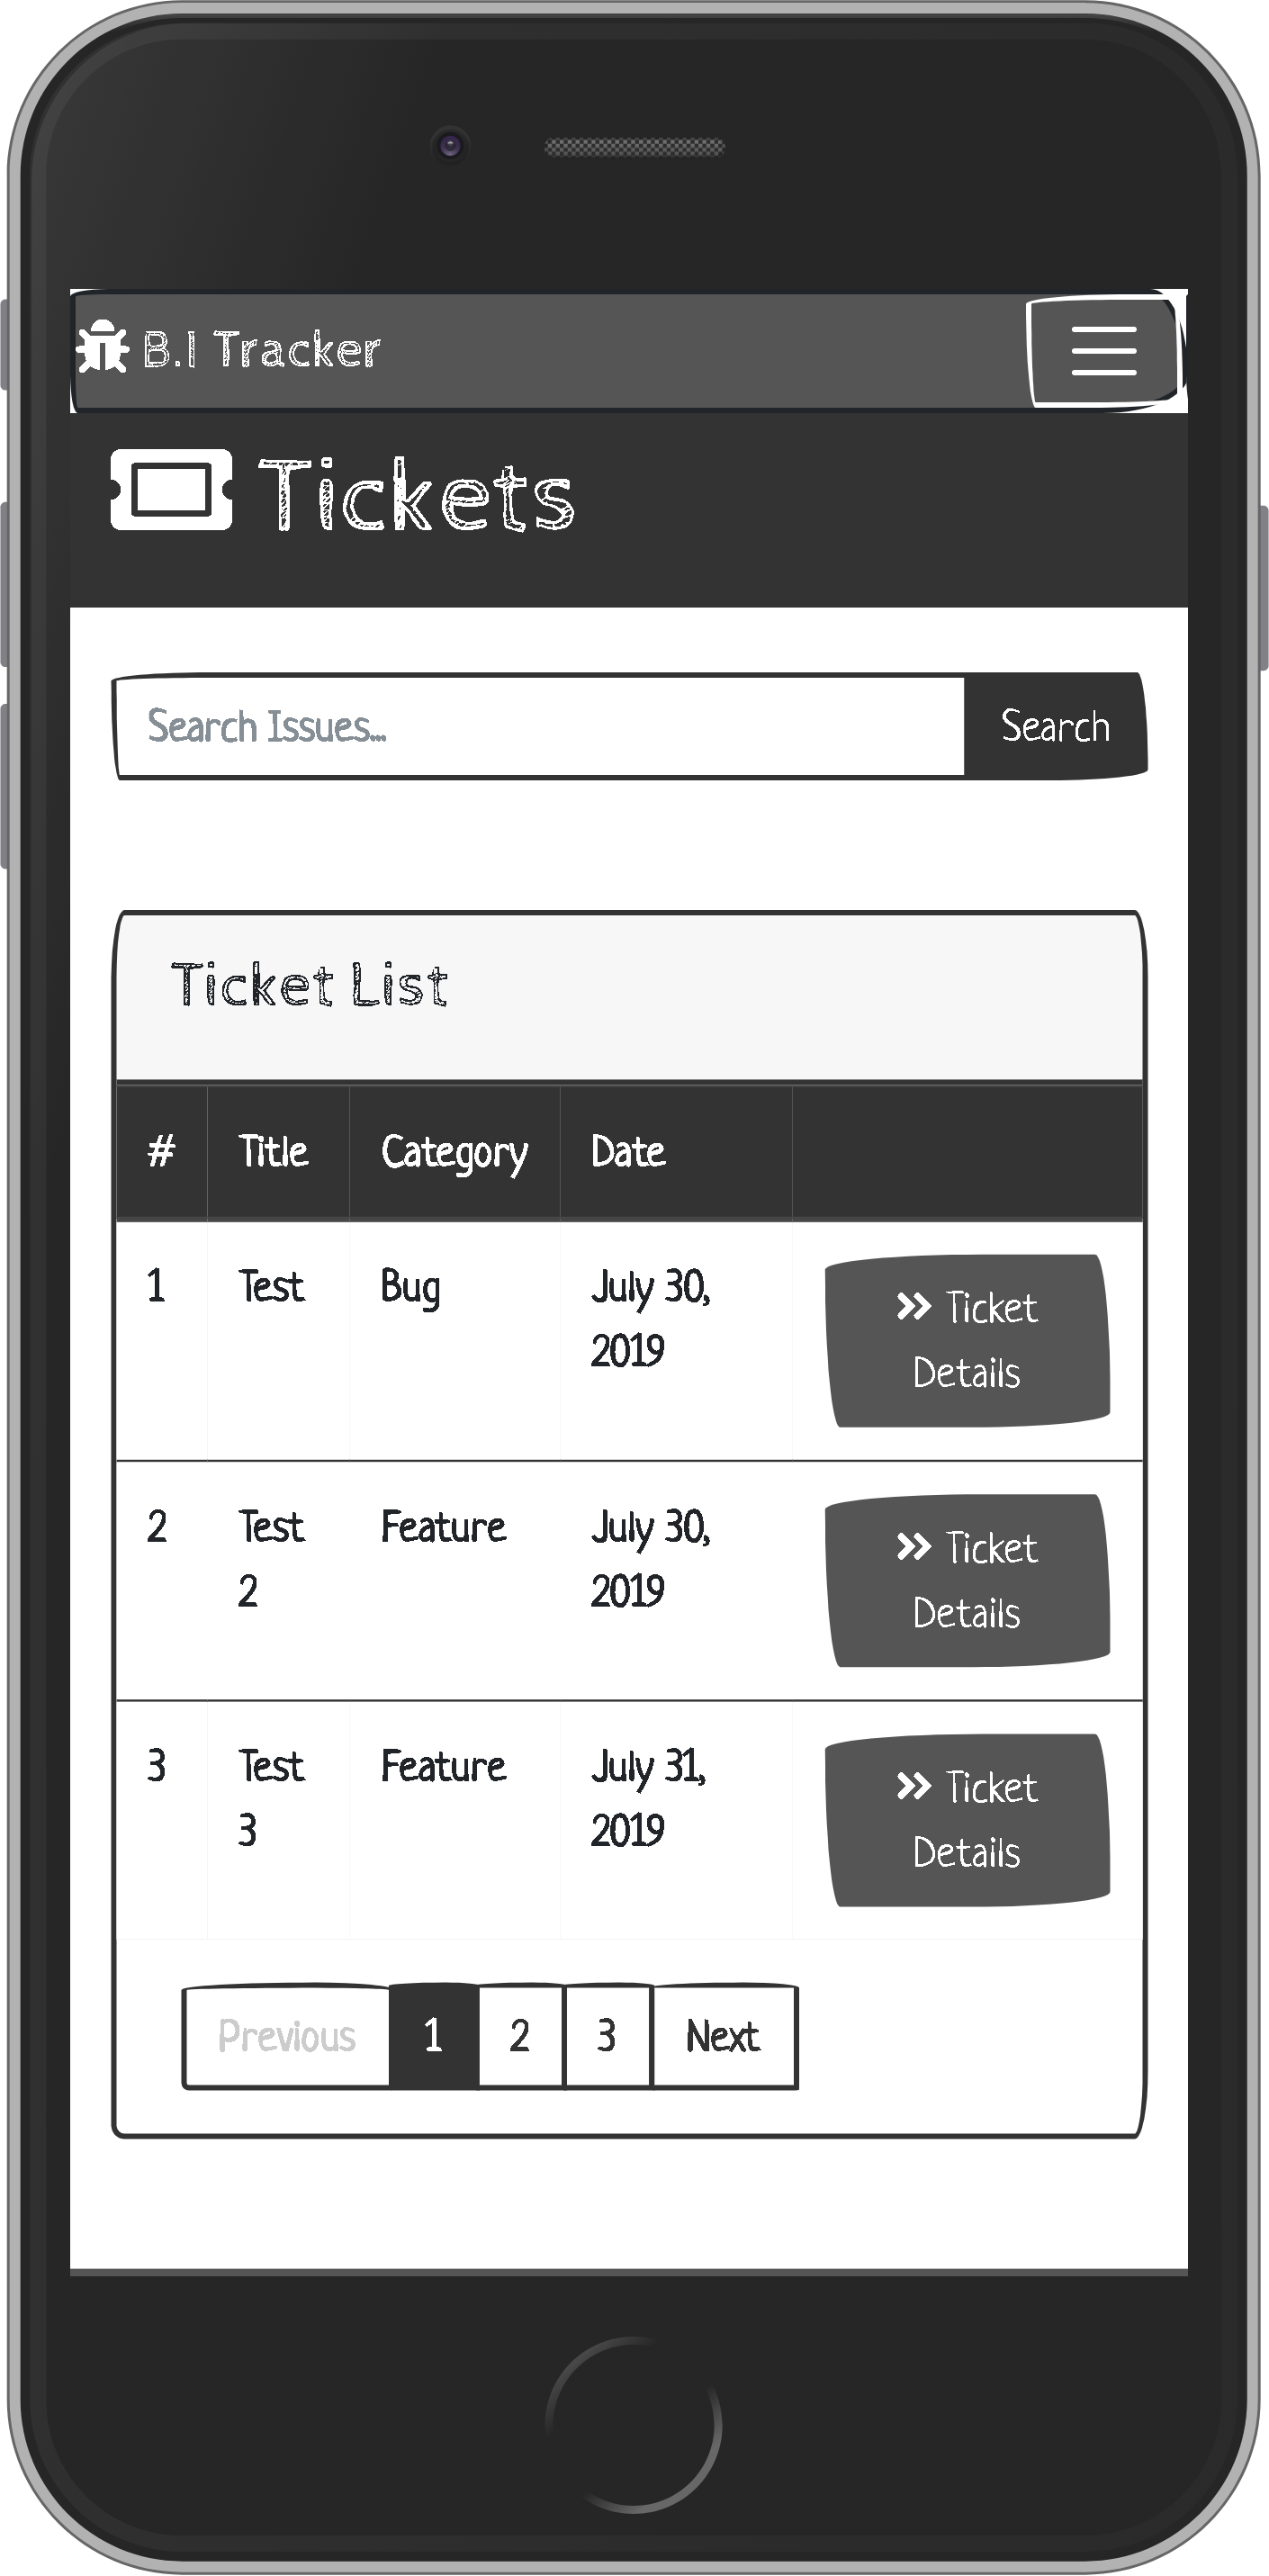 B.I Tracker
Tickets
Search Issues... Search
Ticket List
# Title Category Date
1 Test Bug July 30, 2019 » Ticket Details
2 Test 2 Feature July 30, 2019 » Ticket Details
3 Test 3 Feature July 31, 2019 » Ticket Details
Previous 1 2 3 Next